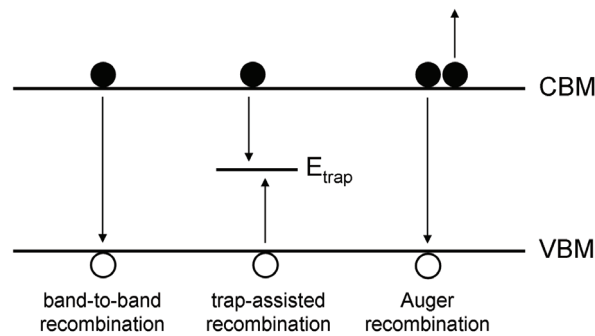 CBM
E_trap
VBM
band-to-band
recombination
trap-assisted
recombination
Auger
recombination